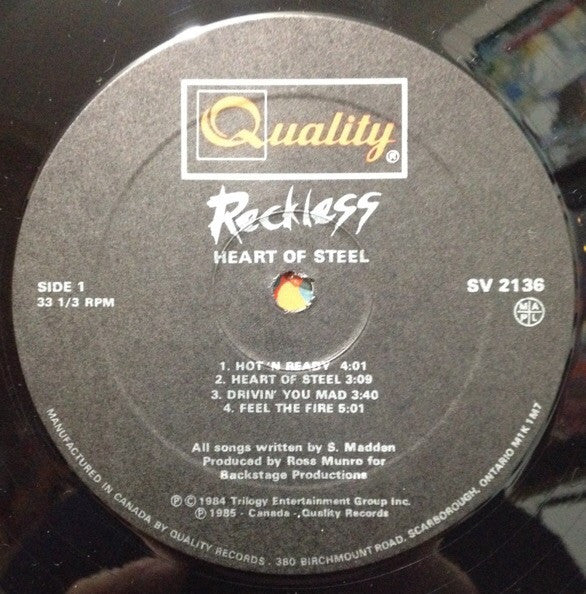 Quality®
Reckless
HEART OF STEEL
SIDE 1
33 1/3 RPM
SV 2136
MAPL
1. HOT 'N READY 4:01
2. HEART OF STEEL 3:09
3. DRIVIN' YOU MAD 3:40
4. FEEL THE FIRE 5:01
All songs written by S. Madden
Produced by Ross Munro for
Backstage Productions
Ⓟ © 1984 Trilogy Entertainment Group Inc.
Ⓟ 1985 - Canada -, Quality Records
MANUFACTURED IN CANADA BY QUALITY RECORDS . 380 BIRCHMOUNT ROAD, SCARBOROUGH, ONTARIO M1K 1M7